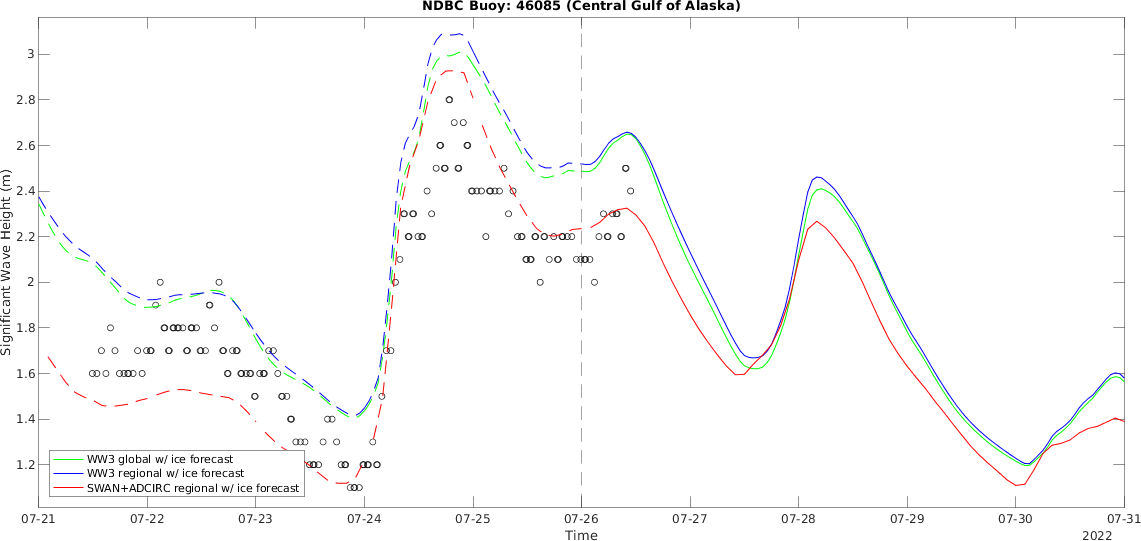 NDBC Buoy: 46085 (Central Gulf of Alaska)
Significant Wave Height (m)
3
2.8
2.6
2.4
2.2
2
1.8
1.6
1.4
1.2
WW3 global w/ ice forecast
WW3 regional w/ ice forecast
SWAN+ADCIRC regional w/ ice forecast
07-21 07-22 07-23 07-24 07-25 07-26 07-27 07-28 07-29 07-30 07-31
Time
2022